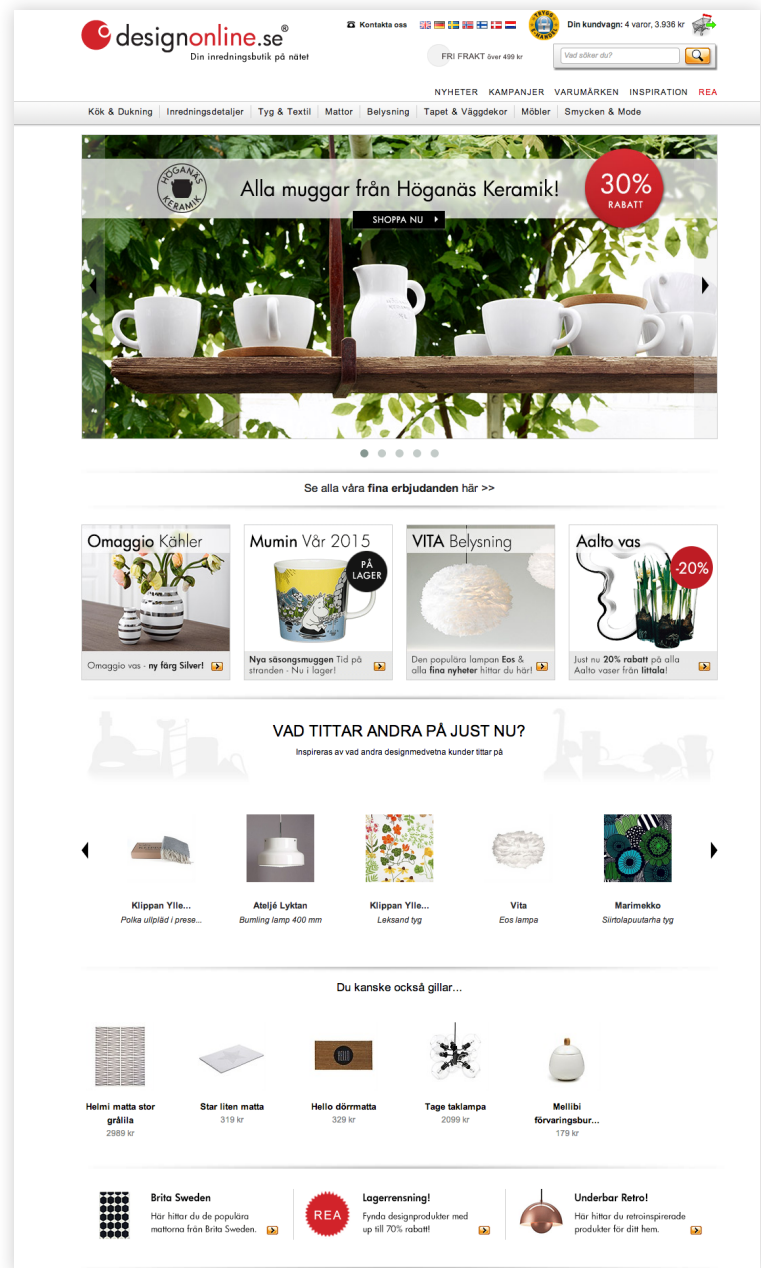 designonline.se®
Din inredningsbutik på nätet
Kontakta oss
TRYGG E-HANDEL
Din kundvagn: 4 varor, 3.936 kr
FRI FRAKT över 499 kr
Vad söker du?
NYHETER KAMPANJER VARUMÄRKEN INSPIRATION REA
Kök & Dukning Inredningsdetaljer Tyg & Textil Mattor Belysning Tapet & Väggdekor Möbler Smycken & Mode
HÖGANÄS KERAMIK
Alla muggar från Höganäs Keramik!
30%
RABATT
SHOPPA NU
Se alla våra fina erbjudanden här >>
Omaggio Kähler
Omaggio vas - ny färg Silver!
Mumin Vår 2015
PÅ
LAGER
Nya säsongsmuggen Tid på
stranden - Nu i lager!
VITA Belysning
Den populära lampan Eos &
alla fina nyheter hittar du här!
Aalto vas
-20%
Just nu 20% rabatt på alla
Aalto vaser från Iittala!
VAD TITTAR ANDRA PÅ JUST NU?
Inspireras av vad andra designmedvetna kunder tittar på
Klippan Ylle...
Polka ullpläd i prese...
Ateljé Lyktan
Bumling lamp 400 mm
Klippan Ylle...
Leksand tyg
Vita
Eos lampa
Marimekko
Siirtolapuutarha tyg
Du kanske också gillar...
HELLO
Helmi matta stor
grålila
2989 kr
Star liten matta
319 kr
Hello dörrmatta
329 kr
Tage taklampa
2099 kr
Mellibi
förvaringsbur...
179 kr
Brita Sweden
Här hittar du de populära
mattorna från Brita Sweden.
REA
Lagerrensning!
Fynda designprodukter med
up till 70% rabatt!
Underbar Retro!
Här hittar du retroinspirerade
produkter för ditt hem.